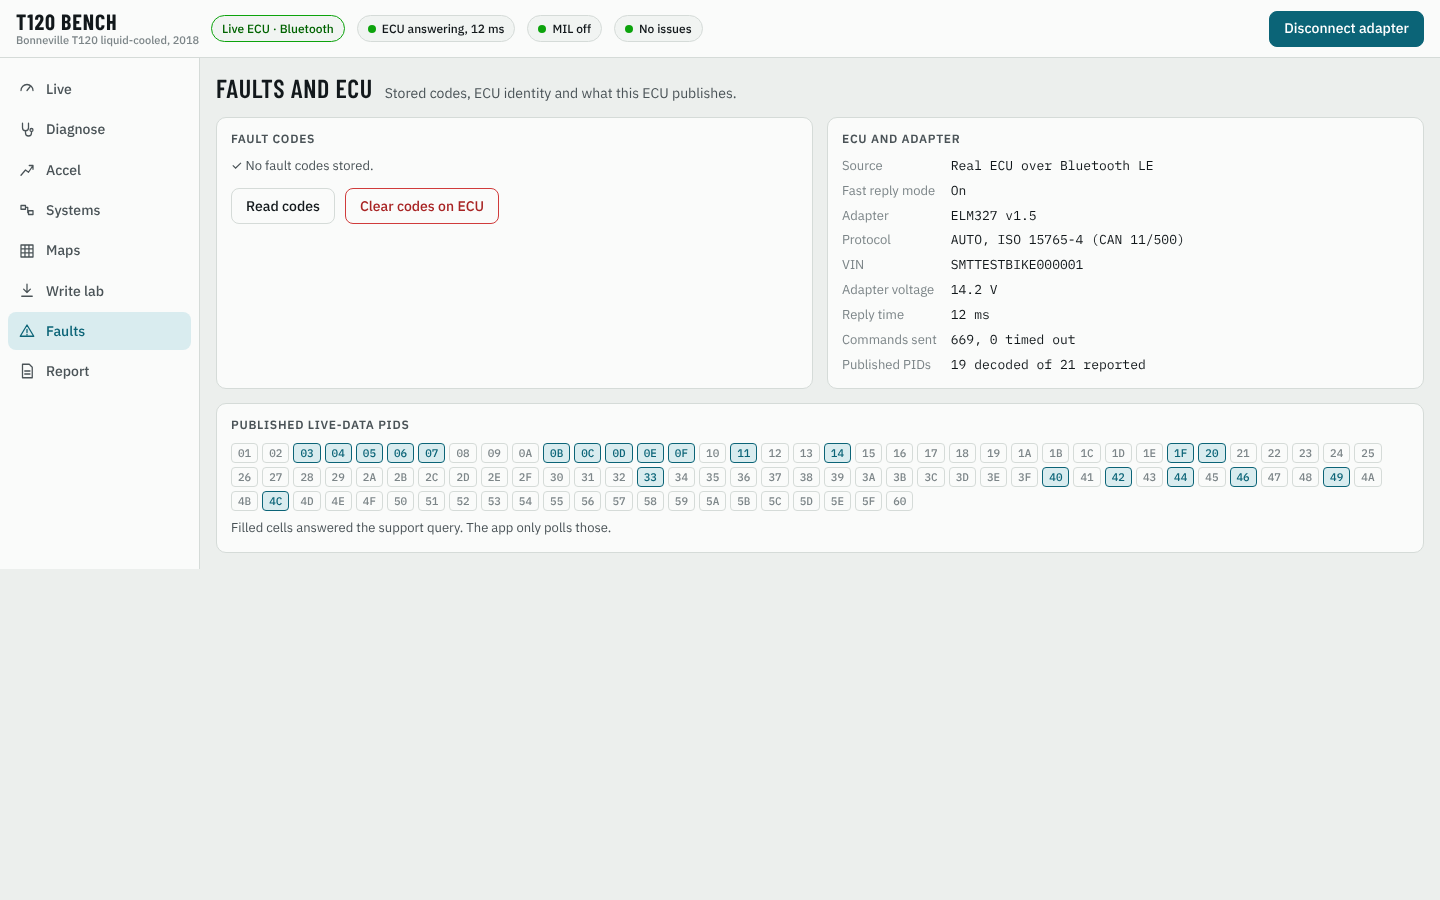 T120 BENCH
Bonneville T120 liquid-cooled, 2018
Live ECU · Bluetooth
ECU answering, 12 ms
MIL off
No issues
Disconnect adapter
Live
Diagnose
Accel
Systems
Maps
Write lab
Faults
Report
FAULTS AND ECU Stored codes, ECU identity and what this ECU publishes.
FAULT CODES
✓ No fault codes stored.
Read codes
Clear codes on ECU
ECU AND ADAPTER
Source Real ECU over Bluetooth LE
Fast reply mode On
Adapter ELM327 v1.5
Protocol AUTO, ISO 15765-4 (CAN 11/500)
VIN SMTTESTBIKE000001
Adapter voltage 14.2 V
Reply time 12 ms
Commands sent 669, 0 timed out
Published PIDs 19 decoded of 21 reported
PUBLISHED LIVE-DATA PIDS
01 02 03 04 05 06 07 08 09 0A 0B 0C 0D 0E 0F 10 11 12 13 14 15 16 17 18 19 1A 1B 1C 1D 1E 1F 20 21 22 23 24 25
26 27 28 29 2A 2B 2C 2D 2E 2F 30 31 32 33 34 35 36 37 38 39 3A 3B 3C 3D 3E 3F 40 41 42 43 44 45 46 47 48 49 4A
4B 4C 4D 4E 4F 50 51 52 53 54 55 56 57 58 59 5A 5B 5C 5D 5E 5F 60
Filled cells answered the support query. The app only polls those.